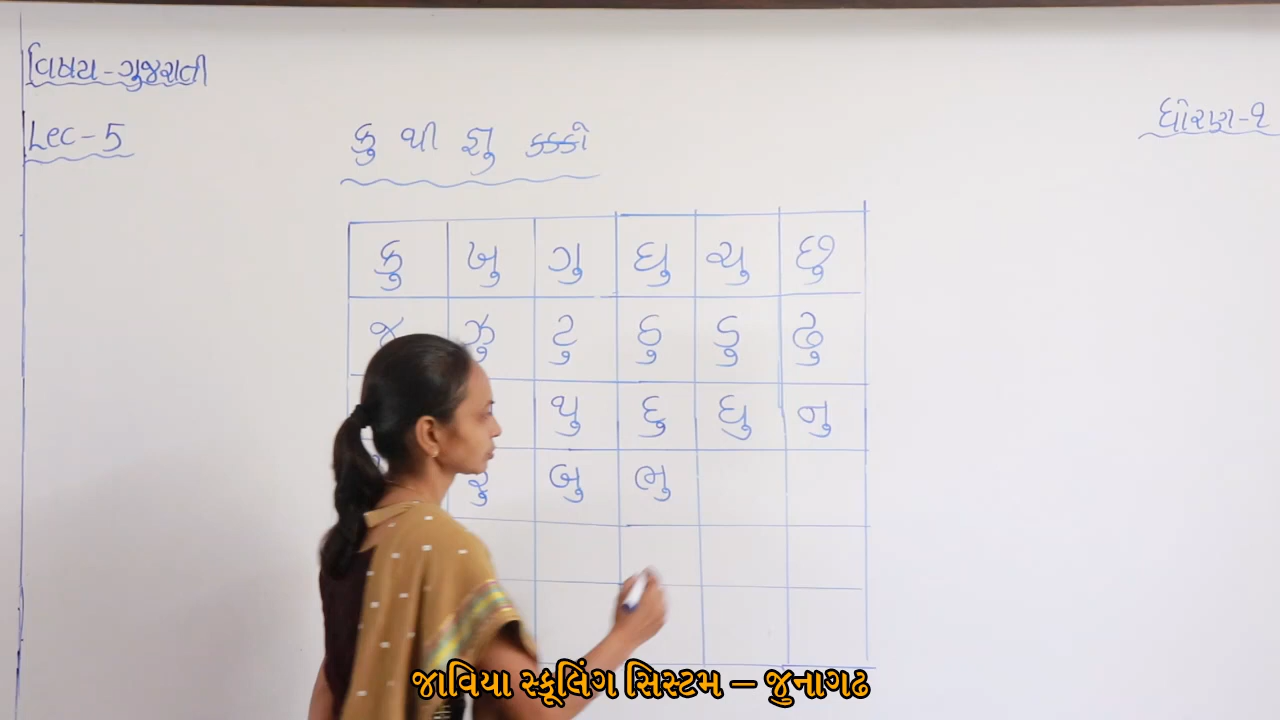 વિષય - ગુજરાતી
Lec - 5
ધોરણ - ૧
કુ થી જ્ઞુ કક્કો
કુ ખુ ગુ ઘુ ચુ છુ
જ ઝુ ટુ ઠુ ડુ ઢુ
થુ દુ ધુ નુ
ફુ બુ ભુ
જાવિયા સ્કૂલિંગ સિસ્ટમ – જુનાગઢ